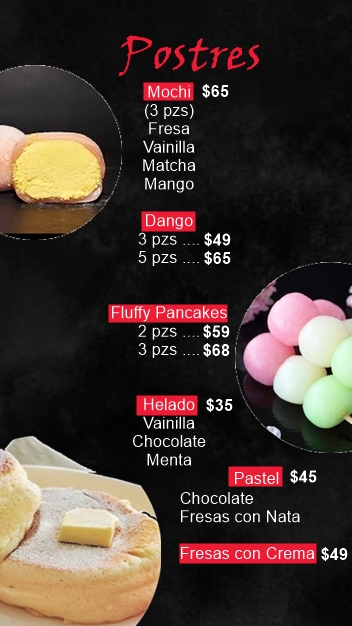 Postres
Mochi $65
(3 pzs)
Fresa
Vainilla
Matcha
Mango
Dango
3 pzs .... $49
5 pzs .... $65
Fluffy Pancakes
2 pzs .... $59
3 pzs .... $68
Helado $35
Vainilla
Chocolate
Menta
Pastel $45
Chocolate
Fresas con Nata
Fresas con Crema $49